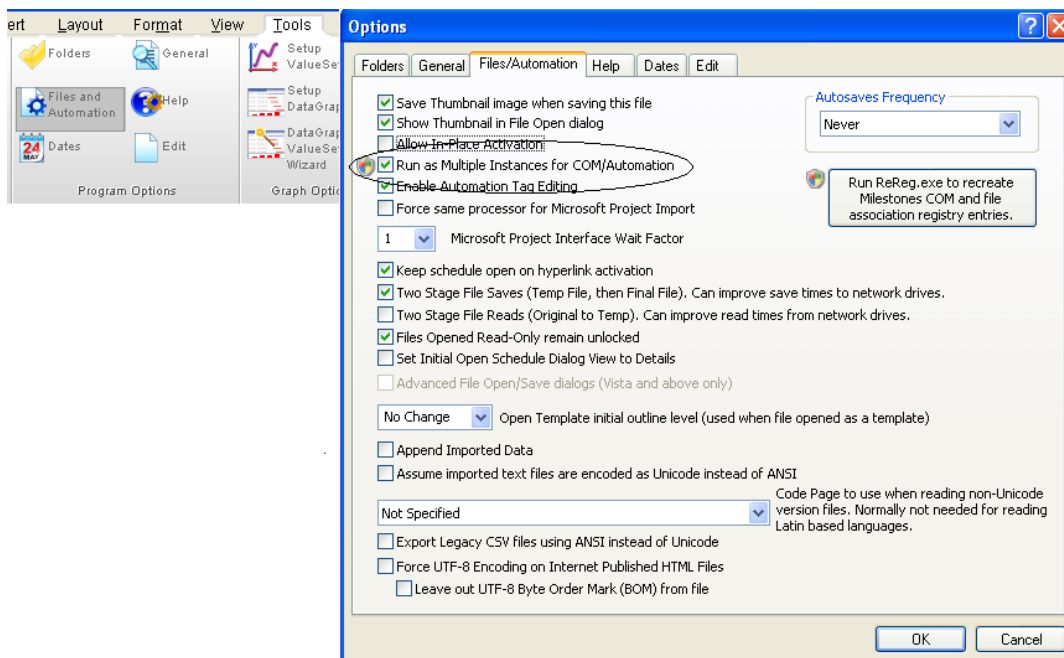 ert Layout Format View Tools
Folders General Setup
ValueSe
Files and
Automation Help Setup
DataGrap
24
MAY
Dates Edit DataGrap
ValueSe
Wizard
Program Options Graph Optio
Options
Folders General Files/Automation Help Dates Edit
Save Thumbnail image when saving this file
Show Thumbnail in File Open dialog
Allow In-Place Activation
Run as Multiple Instances for COM/Automation
Enable Automation Tag Editing
Force same processor for Microsoft Project Import
1 Microsoft Project Interface Wait Factor
Autosaves Frequency
Never
Run ReReg.exe to recreate
Milestones COM and file
association registry entries.
Keep schedule open on hyperlink activation
Two Stage File Saves (Temp File, then Final File). Can improve save times to network drives.
Two Stage File Reads (Original to Temp). Can improve read times from network drives.
Files Opened Read-Only remain unlocked
Set Initial Open Schedule Dialog View to Details
Advanced File Open/Save dialogs (Vista and above only)
No Change Open Template initial outline level (used when file opened as a template)
Append Imported Data
Assume imported text files are encoded as Unicode instead of ANSI
Not Specified
Code Page to use when reading non-Unicode
version files. Normally not needed for reading
Latin based languages.
Export Legacy CSV files using ANSI instead of Unicode
Force UTF-8 Encoding on Internet Published HTML Files
Leave out UTF-8 Byte Order Mark (BOM) from file
OK Cancel